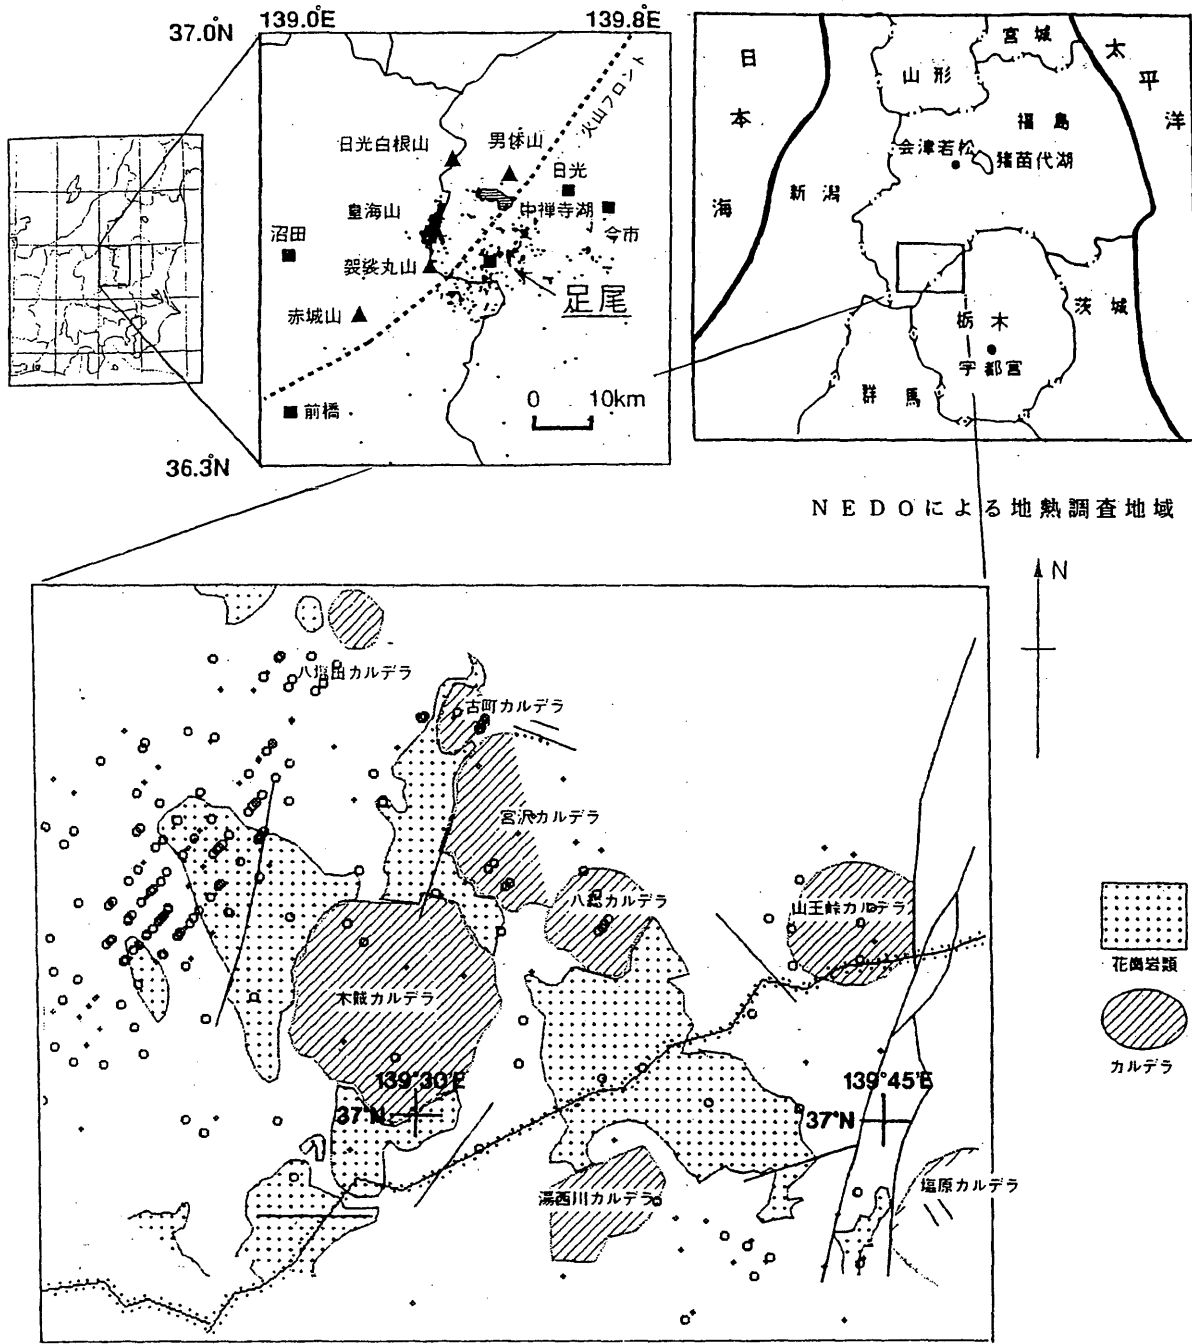 37.0°N
139.0°E
139.8°E
火山フロント
日光白根山
男体山
日光
皇海山
中禅寺湖
沼田
今市
袈裟丸山
足尾
赤城山
0 10km
前橋
36.3°N
日本海
太平洋
宮城
山形
福島
会津若松
猪苗代湖
新潟
茨城
栃木
宇都宮
群馬
NEDOによる地熱調査地域
N
八塩田カルデラ
古町カルデラ
宮沢カルデラ
八総カルデラ
山王峠カルデラ
木賊カルデラ
139°30'E
37°N
139°45'E
37°N
湯西川カルデラ
塩原カルデラ
花崗岩類
カルデラ